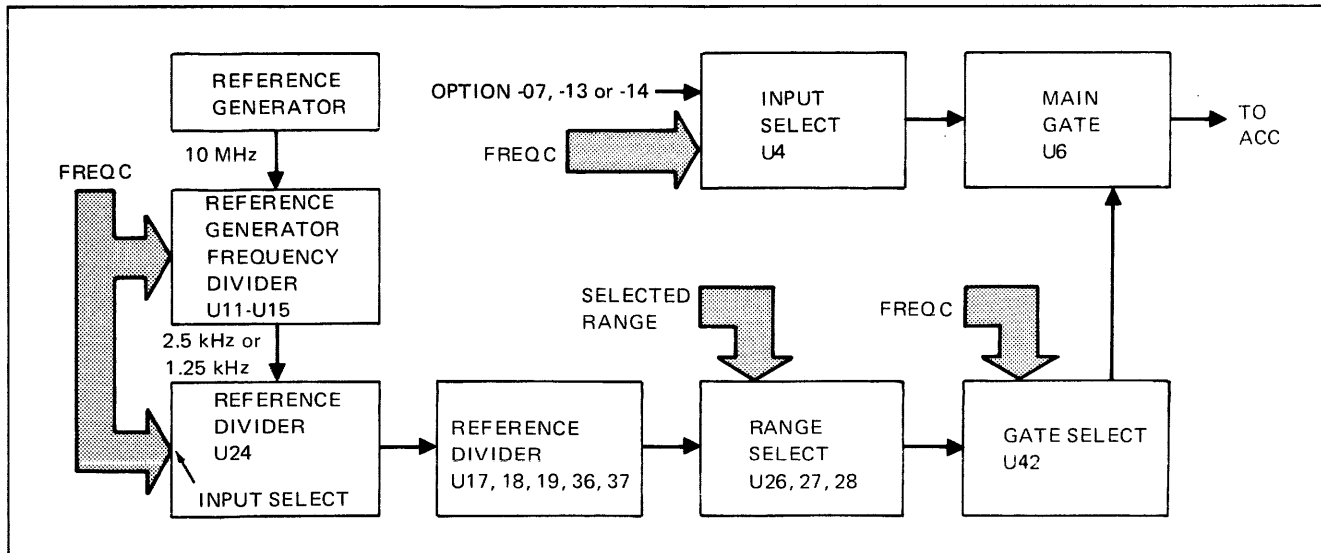 REFERENCE
GENERATOR
10 MHz
FREQ C
REFERENCE
GENERATOR
FREQUENCY
DIVIDER
U11-U15
2.5 kHz or
1.25 kHz
REFERENCE
DIVIDER
U24
INPUT SELECT
REFERENCE
DIVIDER
U17, 18, 19, 36, 37
SELECTED
RANGE
RANGE
SELECT
U26, 27, 28
FREQ C
GATE SELECT
U42
OPTION -07, -13 or -14
FREQ C
INPUT
SELECT
U4
MAIN
GATE
U6
TO
ACC